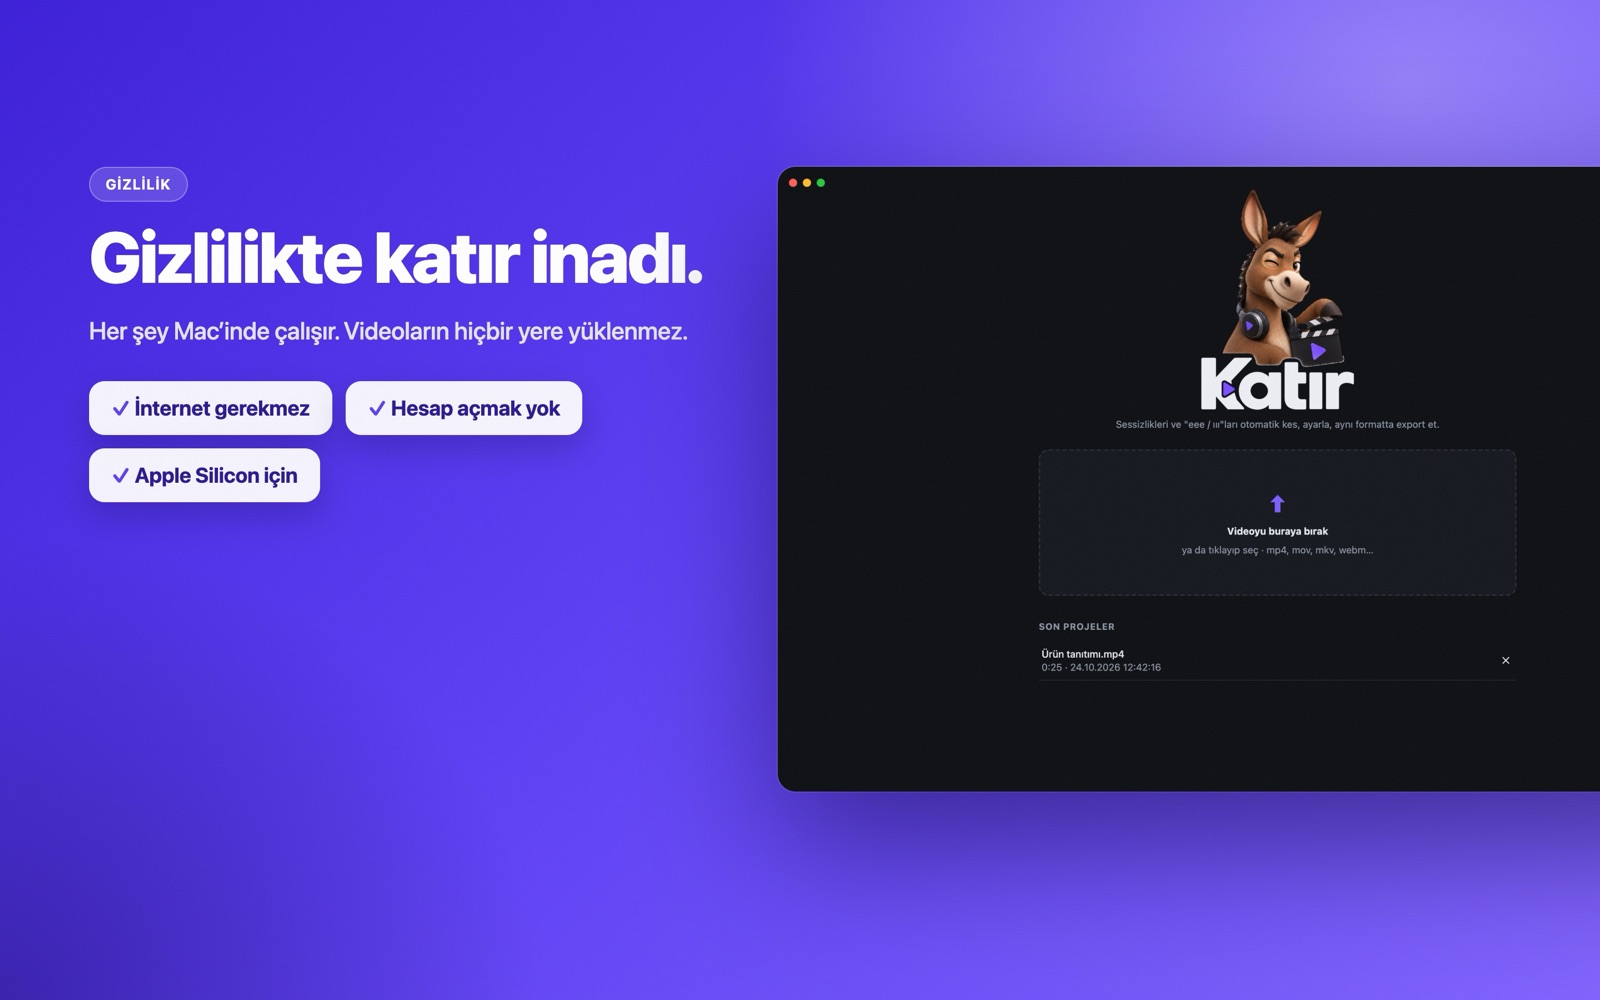 GİZLİLİK
Gizlilikte katır inadı.
Her şey Mac’inde çalışır. Videoların hiçbir yere yüklenmez.
✓ İnternet gerekmez
✓ Hesap açmak yok
✓ Apple Silicon için
Katır
Sessizlikleri ve "eee / ııı"ları otomatik kes, ayarla, aynı formatta export et.
Videoyu buraya bırak
ya da tıklayıp seç · mp4, mov, mkv, webm...
SON PROJELER
Ürün tanıtımı.mp4
0:25 · 24.10.2026 12:42:16